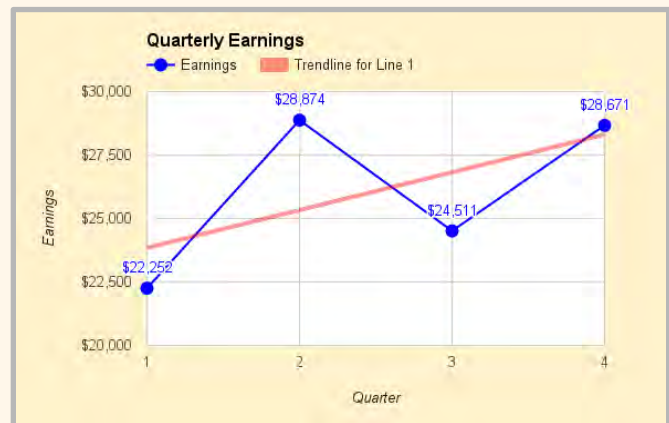 Quarterly Earnings
Earnings Trendline for Line 1
$30,000
$28,874
$28,671
$27,500
$25,000
$24,511
$22,252
$22,500
$20,000
Earnings
1 2 3 4
Quarter